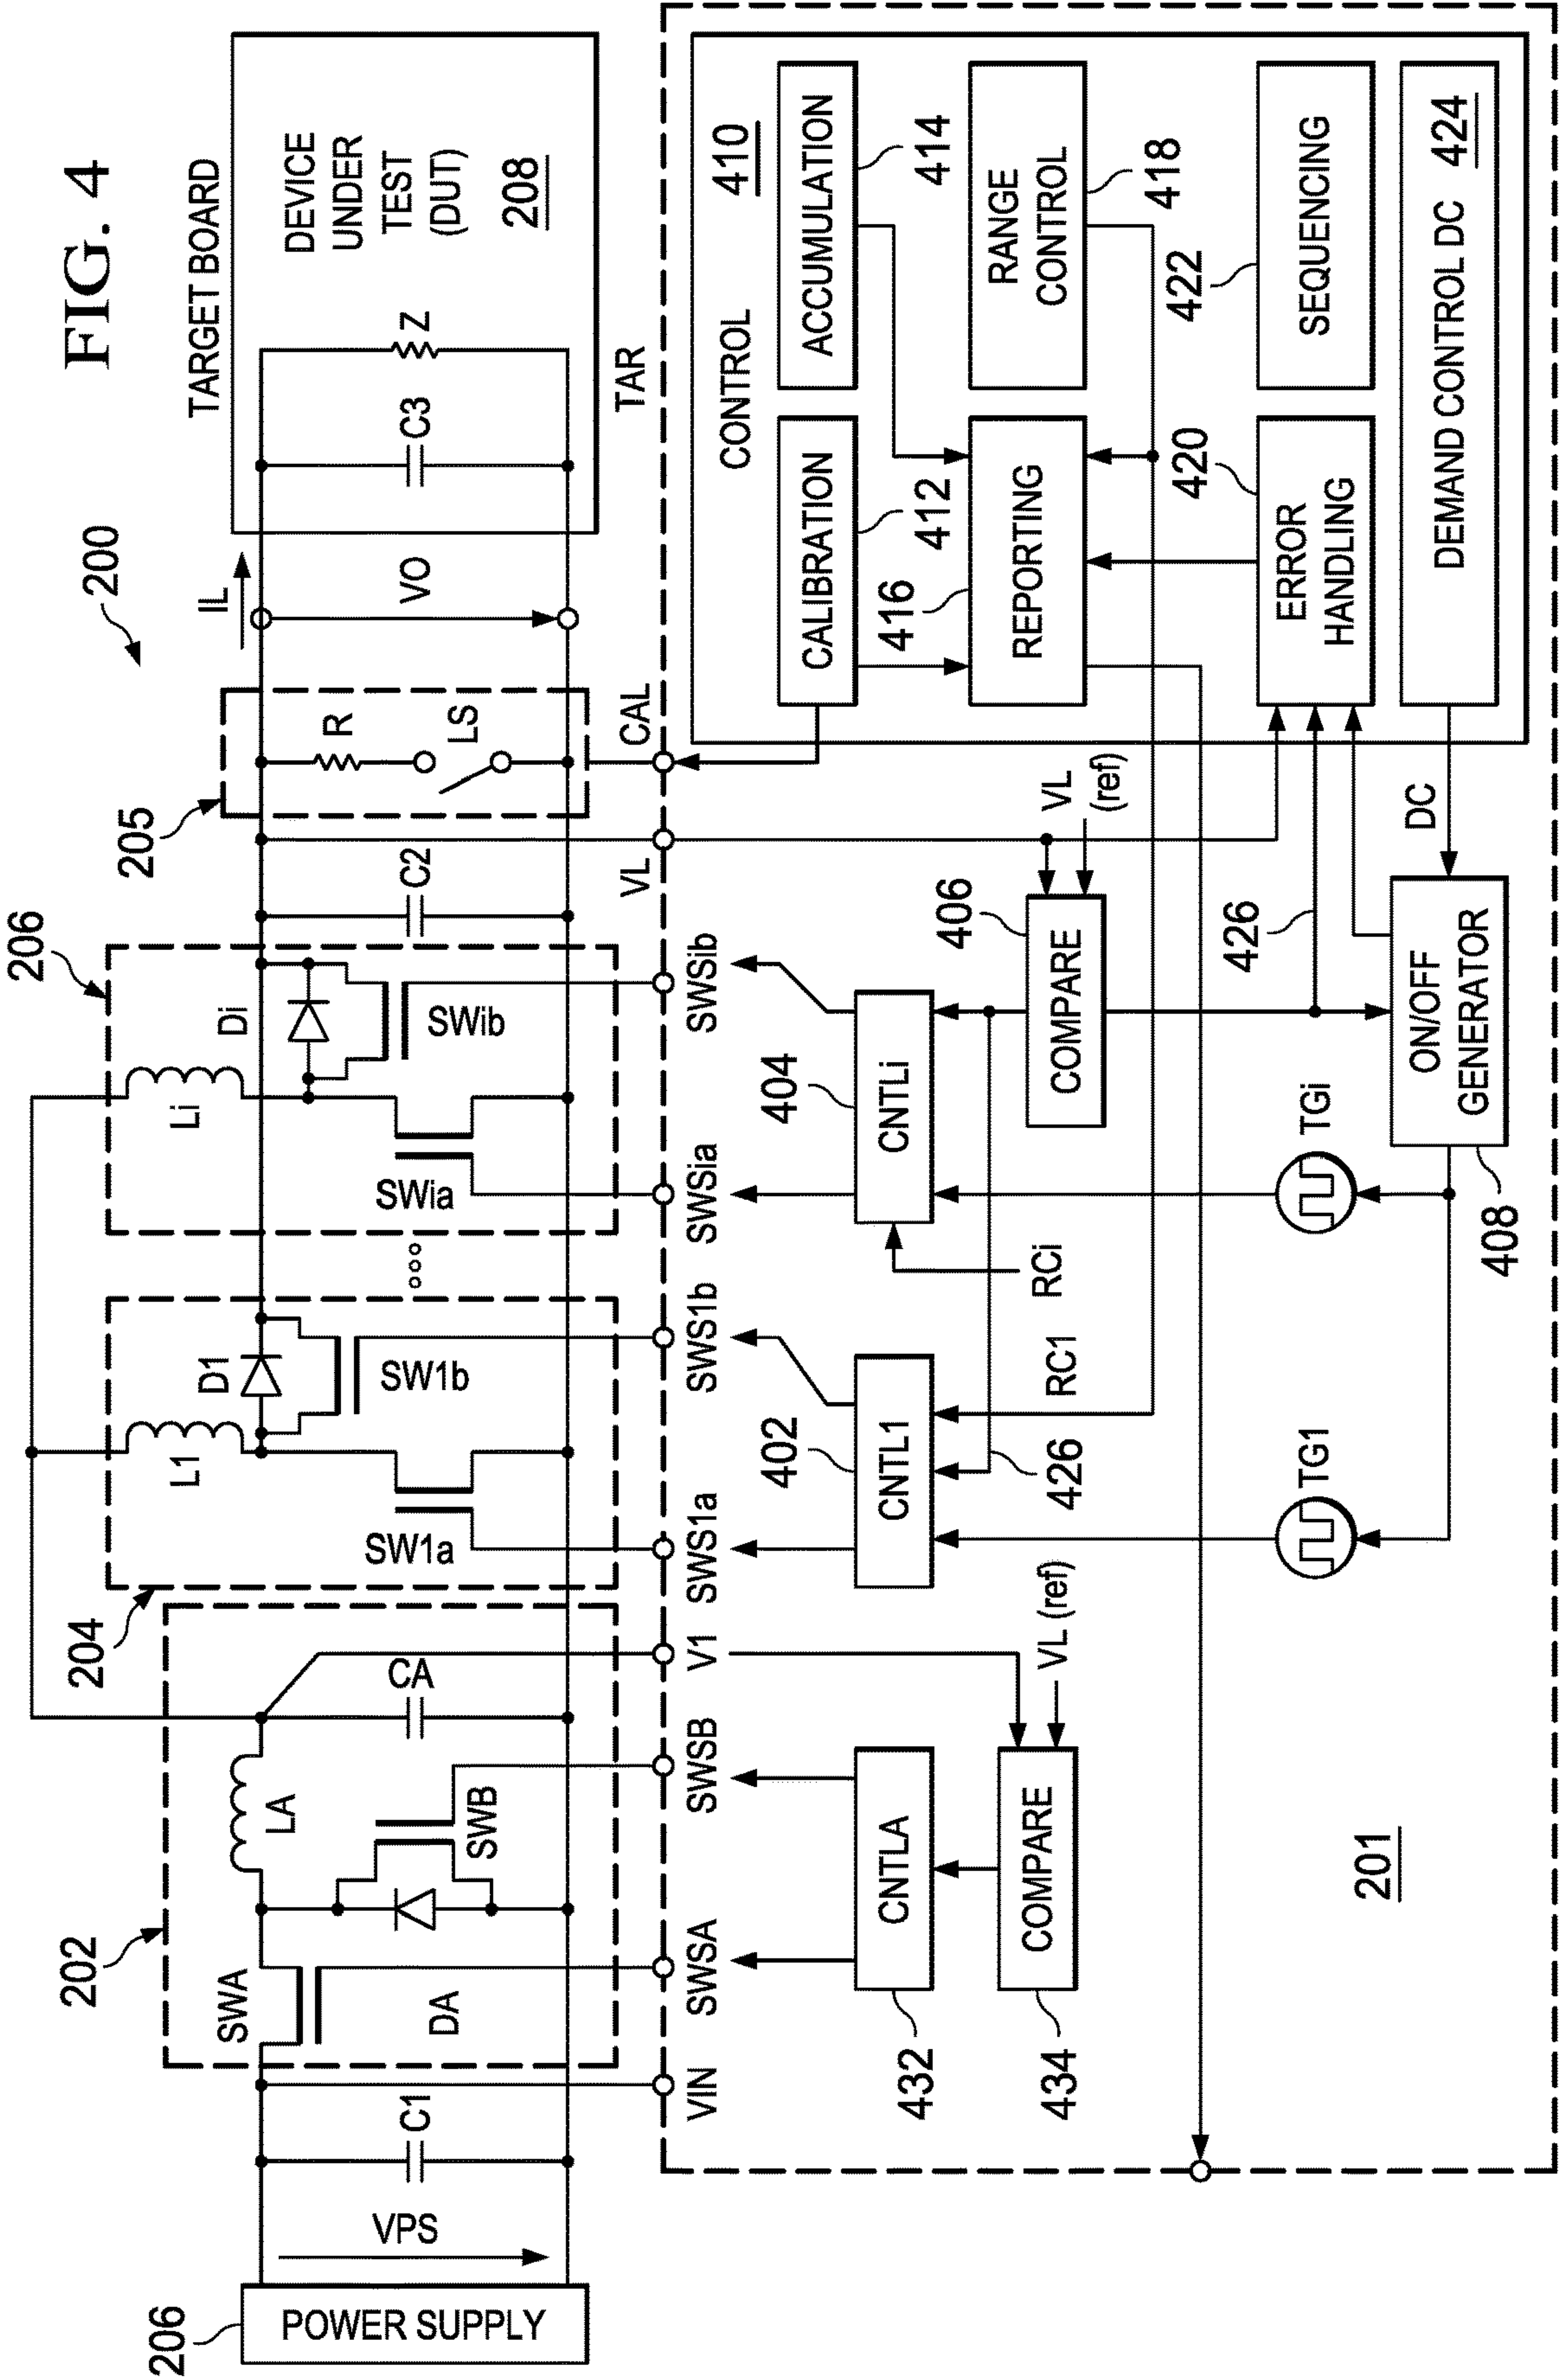 FIG. 4
200
TARGET BOARD
DEVICE
UNDER
TEST
(DUT)
208
C3
Z
TAR
IL
VO
205
R
LS
CAL
VL
C2
206
Li
Di
SWib
SWia
SWSib
SWSia
204
L1
D1
SW1b
SW1a
SWS1b
SWS1a
202
SWA
LA
SWB
DA
CA
V1
SWSB
SWSA
VIN
C1
VPS
206
POWER SUPPLY
432
CNTLA
434
COMPARE
VL (ref)
402
CNTL1
426
RC1
404
CNTLi
RCi
406
COMPARE
VL
(ref)
426
TG1
TGi
408
ON/OFF
GENERATOR
DC
201
CONTROL
410
CALIBRATION
412
ACCUMULATION
414
416
REPORTING
RANGE
CONTROL
418
420
ERROR
HANDLING
422
SEQUENCING
DEMAND CONTROL DC
424